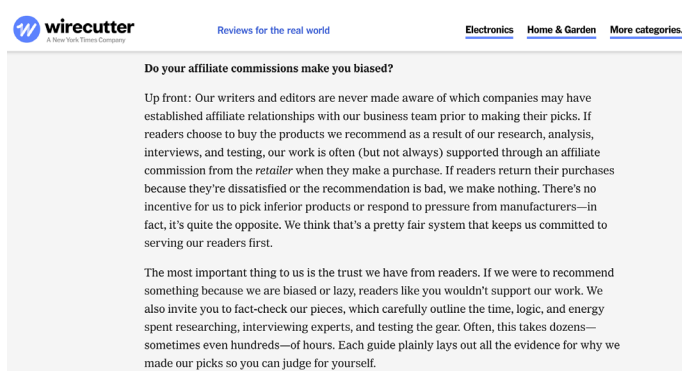 wirecutter
A New York Times Company
Reviews for the real world
Electronics Home & Garden More categories.
Do your affiliate commissions make you biased?
Up front: Our writers and editors are never made aware of which companies may have
established affiliate relationships with our business team prior to making their picks. If
readers choose to buy the products we recommend as a result of our research, analysis,
interviews, and testing, our work is often (but not always) supported through an affiliate
commission from the retailer when they make a purchase. If readers return their purchases
because they’re dissatisfied or the recommendation is bad, we make nothing. There’s no
incentive for us to pick inferior products or respond to pressure from manufacturers—in
fact, it’s quite the opposite. We think that’s a pretty fair system that keeps us committed to
serving our readers first.
The most important thing to us is the trust we have from readers. If we were to recommend
something because we are biased or lazy, readers like you wouldn’t support our work. We
also invite you to fact-check our pieces, which carefully outline the time, logic, and energy
spent researching, interviewing experts, and testing the gear. Often, this takes dozens—
sometimes even hundreds—of hours. Each guide plainly lays out all the evidence for why we
made our picks so you can judge for yourself.